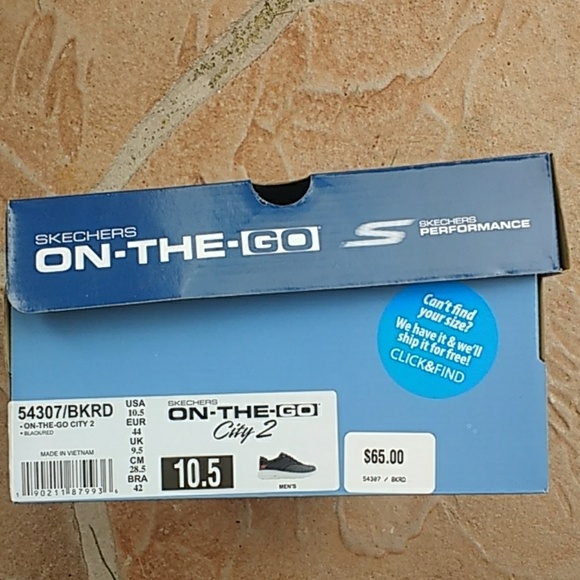 SKECHERS
ON-THE-GO
SKECHERS
PERFORMANCE
Can't find
your size?
We have it & we'll
ship it for free!
CLICK&FIND
54307/BKRD
• ON-THE-GO CITY 2
• BLACK/RED
MADE IN VIETNAM
USA
10.5
EUR
44
UK
9.5
CM
28.5
BRA
42
SKECHERS
ON-THE-GO
City 2
10.5
MEN'S
$65.00
54307 / BKRD